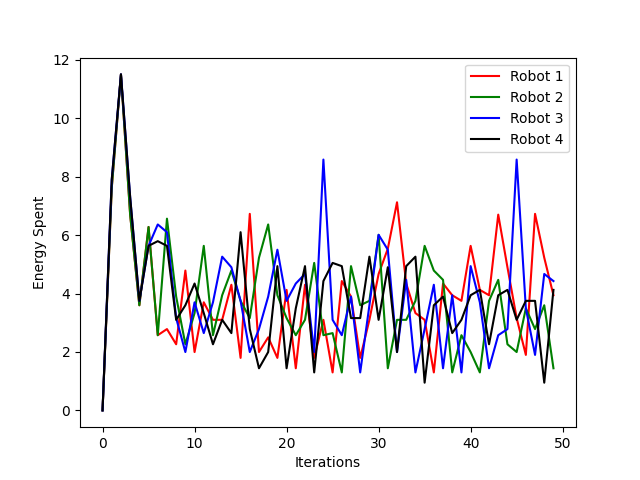 12
10
8
6
4
2
0
Energy Spent
0 10 20 30 40 50
Iterations
Robot 1
Robot 2
Robot 3
Robot 4